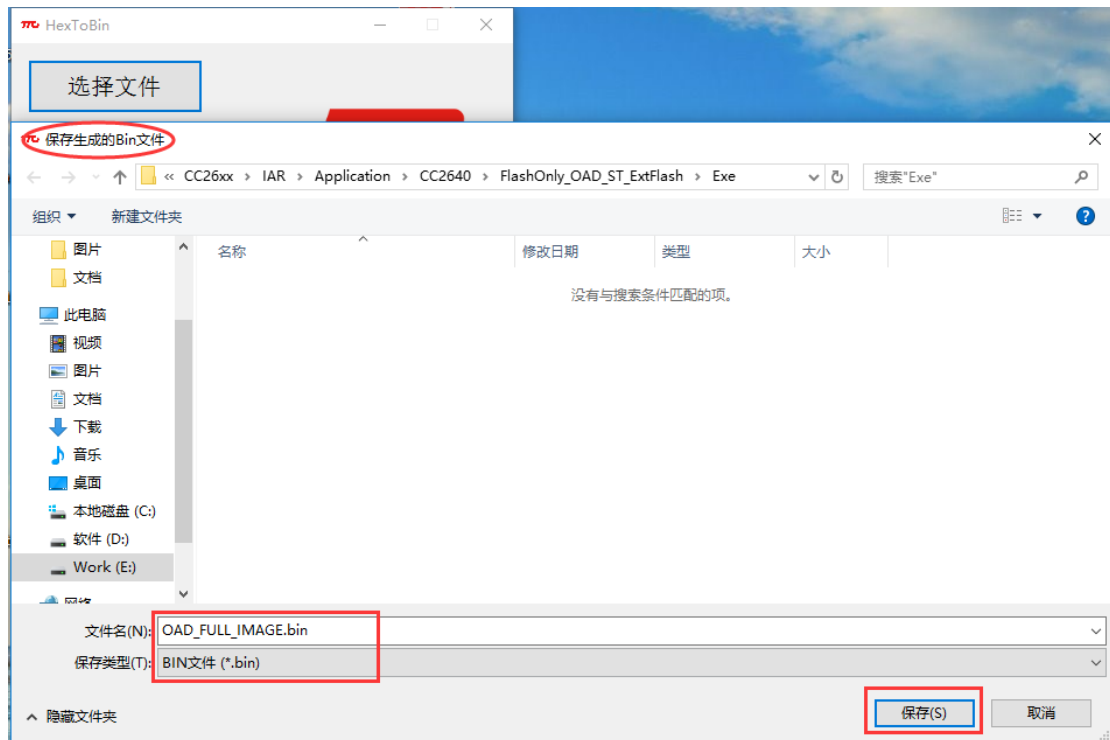 HexToBin
选择文件
保存生成的Bin文件
« CC26xx › IAR › Application › CC2640 › FlashOnly_OAD_ST_ExtFlash › Exe
搜索"Exe"
组织 新建文件夹
名称 修改日期 类型 大小
没有与搜索条件匹配的项。
图片
文档
此电脑
视频
图片
文档
下载
音乐
桌面
本地磁盘 (C:)
软件 (D:)
Work (E:)
网络
文件名(N): OAD_FULL_IMAGE.bin
保存类型(T): BIN文件 (*.bin)
隐藏文件夹
保存(S) 取消